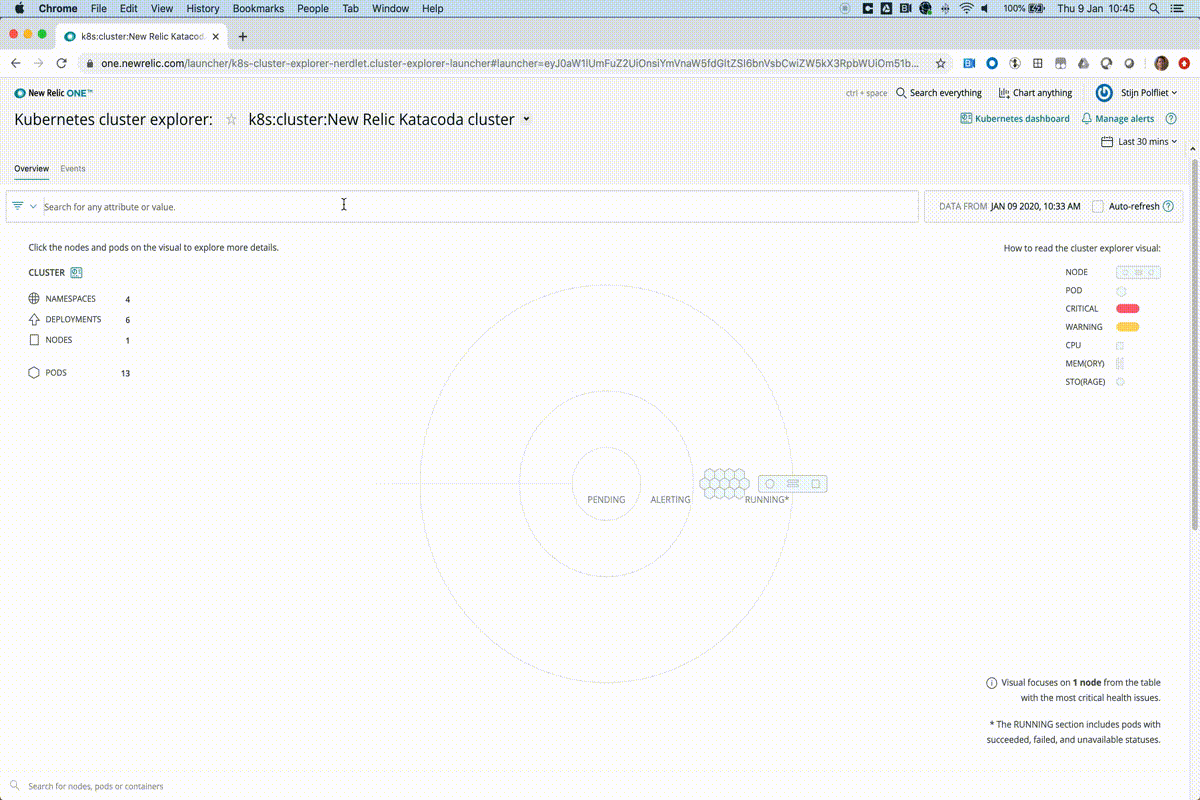 Chrome File Edit View History Bookmarks People Tab Window Help 100% Thu 9 Jan 10:45
k8s:cluster:New Relic Katacoda
one.newrelic.com/launcher/k8s-cluster-explorer-nerdlet.cluster-explorer-launcher#launcher=eyJ0aW1lUmFuZ2UiOnsiYmVnaW5fdGltZSI6bnVsbCwiZW5kX3RpbWUiOm51b...
New Relic ONE™ ctrl + space Search everything Chart anything Stijn Polfliet
Kubernetes cluster explorer: k8s:cluster:New Relic Katacoda cluster Kubernetes dashboard Manage alerts
Last 30 mins
Overview Events
Search for any attribute or value. DATA FROM JAN 09 2020, 10:33 AM Auto-refresh
Click the nodes and pods on the visual to explore more details. How to read the cluster explorer visual:
CLUSTER
NAMESPACES 4
DEPLOYMENTS 6
NODES 1
PODS 13
NODE
POD
CRITICAL
WARNING
CPU
MEM(ORY)
STO(RAGE)
PENDING ALERTING RUNNING*
Visual focuses on 1 node from the table
with the most critical health issues.
* The RUNNING section includes pods with
succeeded, failed, and unavailable statuses.
Search for nodes, pods or containers